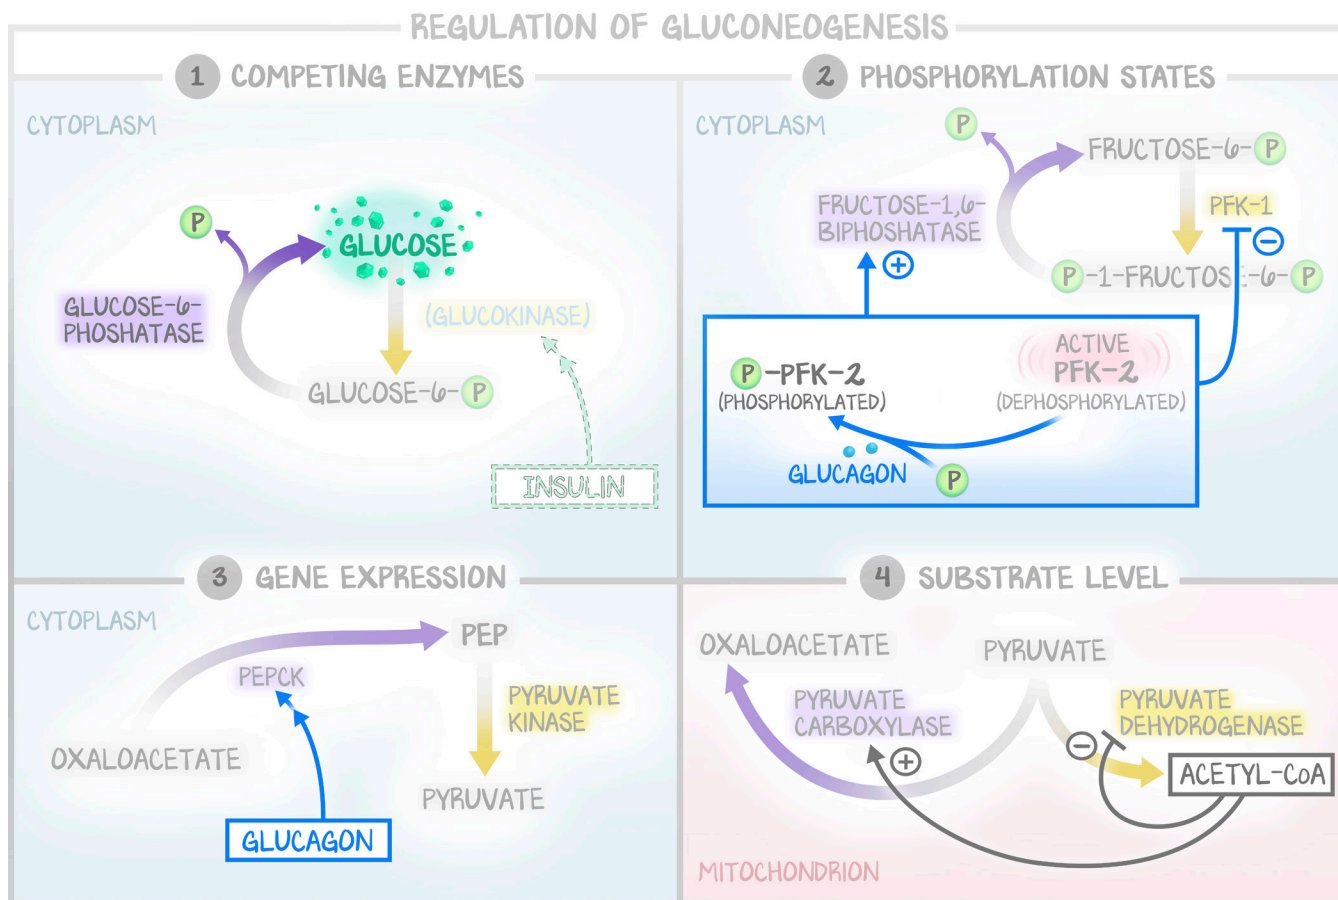 REGULATION OF GLUCONEOGENESIS
1 COMPETING ENZYMES
CYTOPLASM
P
GLUCOSE
GLUCOSE-6-
PHOSHATASE
(GLUCOKINASE)
GLUCOSE-6-P
INSULIN
2 PHOSPHORYLATION STATES
CYTOPLASM
P
FRUCTOSE-6-P
FRUCTOSE-1,6-
BIPHOSHATASE
PFK-1
+
−
P-1-FRUCTOSE-6-P
ACTIVE
PFK-2
(DEPHOSPHORYLATED)
P-PFK-2
(PHOSPHORYLATED)
GLUCAGON
P
3 GENE EXPRESSION
CYTOPLASM
PEP
PEPCK
PYRUVATE
KINASE
OXALOACETATE
PYRUVATE
GLUCAGON
4 SUBSTRATE LEVEL
OXALOACETATE
PYRUVATE
PYRUVATE
CARBOXYLASE
+
PYRUVATE
DEHYDROGENASE
−
ACETYL-CoA
MITOCHONDRION